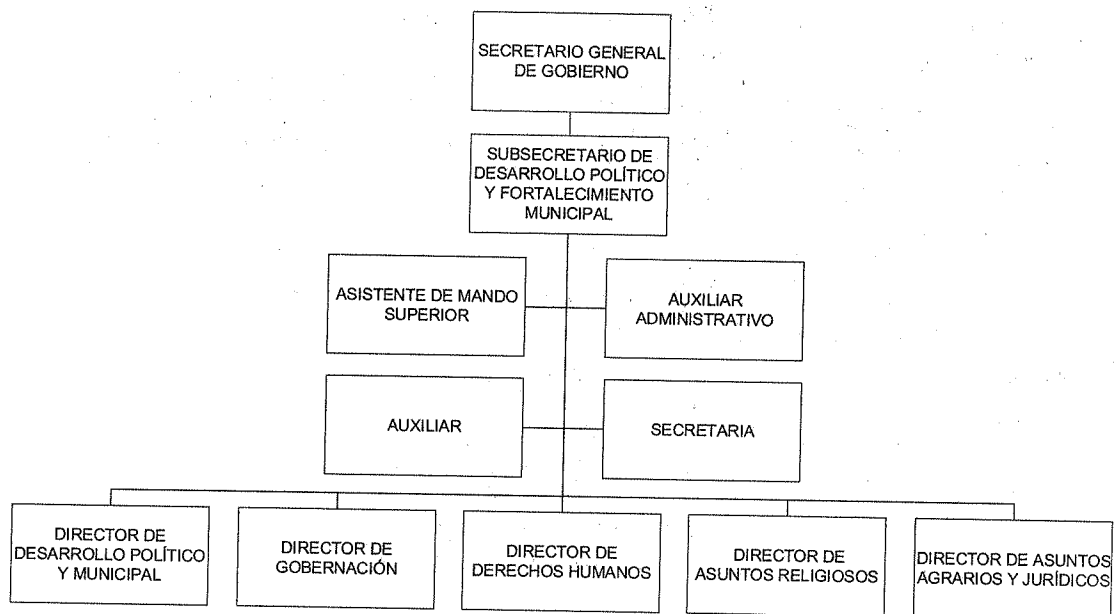 SECRETARIO GENERAL
DE GOBIERNO
SUBSECRETARIO DE
DESARROLLO POLÍTICO
Y FORTALECIMIENTO
MUNICIPAL
ASISTENTE DE MANDO
SUPERIOR
AUXILIAR
ADMINISTRATIVO
AUXILIAR
SECRETARIA
DIRECTOR DE
DESARROLLO POLÍTICO
Y MUNICIPAL
DIRECTOR DE
GOBERNACIÓN
DIRECTOR DE
DERECHOS HUMANOS
DIRECTOR DE
ASUNTOS RELIGIOSOS
DIRECTOR DE ASUNTOS
AGRARIOS Y JURÍDICOS